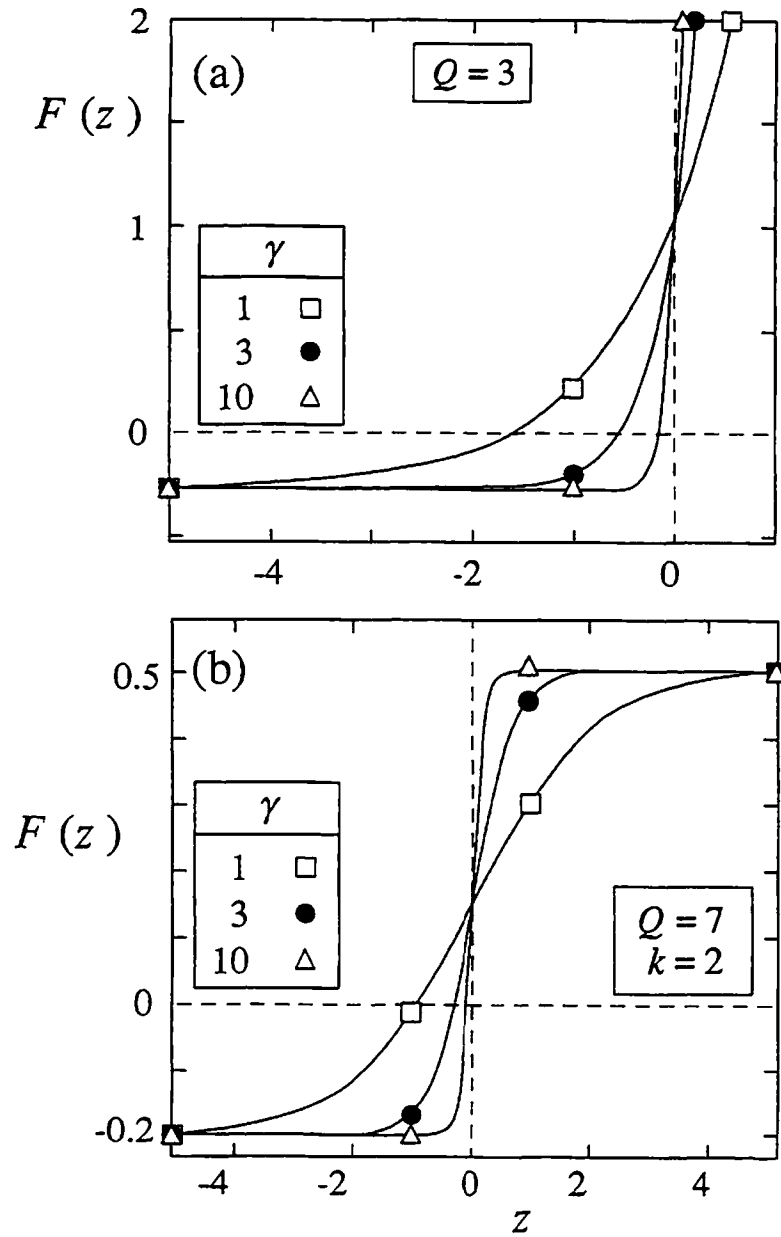 2
(a)
Q = 3
F (z)
1
γ
1 □
3 ●
10 △
0
-4 -2 0
(b)
0.5
F (z)
γ
1 □
3 ●
10 △
Q = 7
k = 2
0
-0.2
-4 -2 0 2 4
z